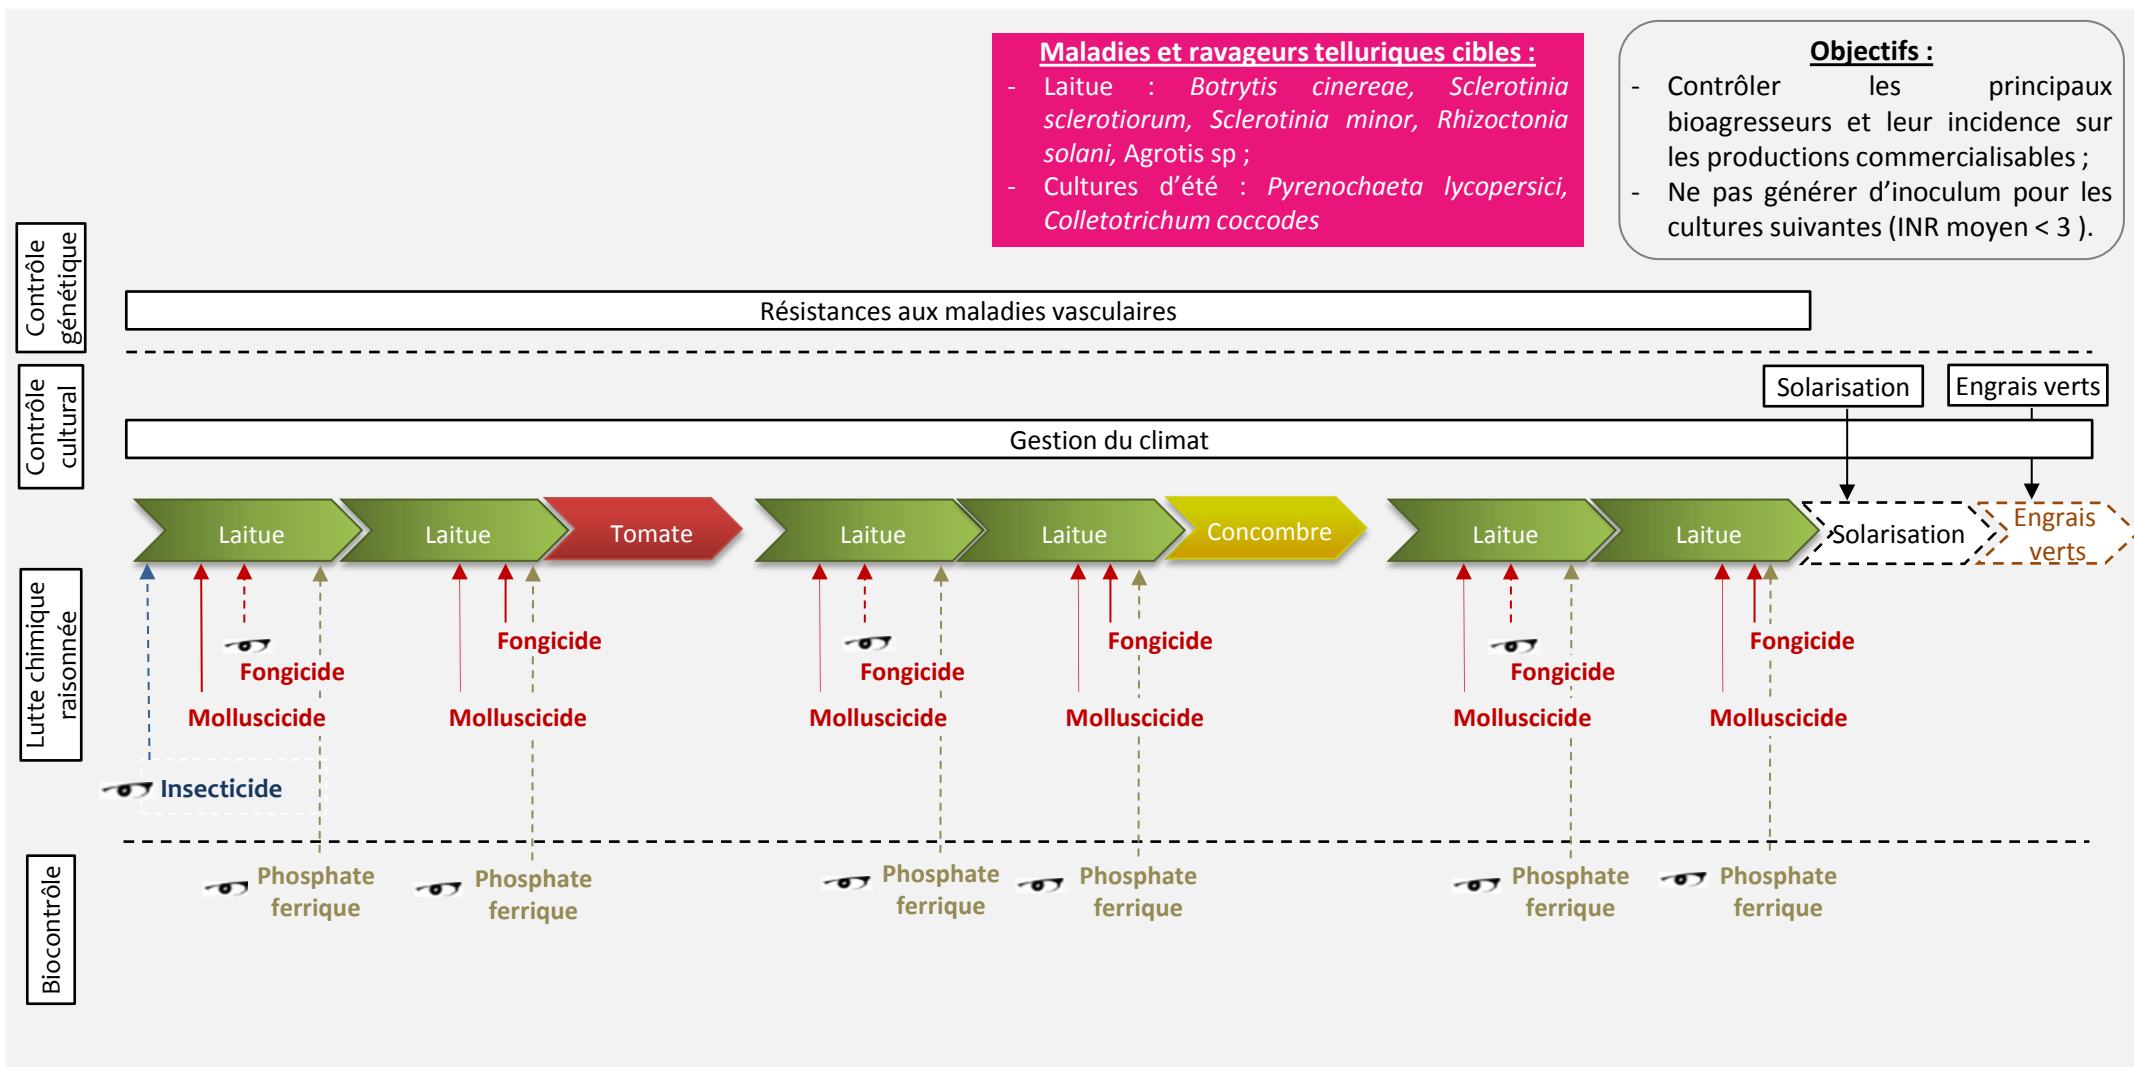 Maladies et ravageurs telluriques cibles :
- Laitue : Botrytis cinereae, Sclerotinia
sclerotiorum, Sclerotinia minor, Rhizoctonia
solani, Agrotis sp ;
- Cultures d'été : Pyrenochaeta lycopersici,
Colletotrichum coccodes
Objectifs :
- Contrôler les principaux
bioagresseurs et leur incidence sur
les productions commercialisables ;
- Ne pas générer d'inoculum pour les
cultures suivantes (INR moyen < 3 ).
Contrôle
génétique
Résistances aux maladies vasculaires
Contrôle
cultural
Solarisation
Engrais verts
Gestion du climat
Laitue
Laitue
Tomate
Laitue
Laitue
Concombre
Laitue
Laitue
Solarisation
Engrais
verts
Lutte chimique
raisonnée
Fongicide
Fongicide
Fongicide
Fongicide
Fongicide
Fongicide
Molluscicide
Molluscicide
Molluscicide
Molluscicide
Molluscicide
Molluscicide
Insecticide
Biocontrôle
Phosphate
ferrique
Phosphate
ferrique
Phosphate
ferrique
Phosphate
ferrique
Phosphate
ferrique
Phosphate
ferrique